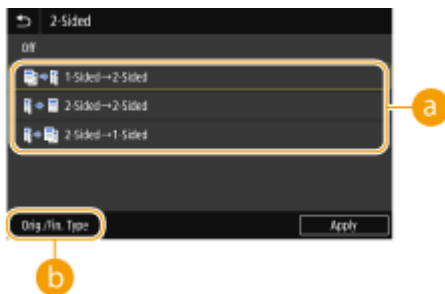 2-Sided
Off
1-Sided→2-Sided
2-Sided→2-Sided
2-Sided→1-Sided
a
Orig./Fin. Type
Apply
b